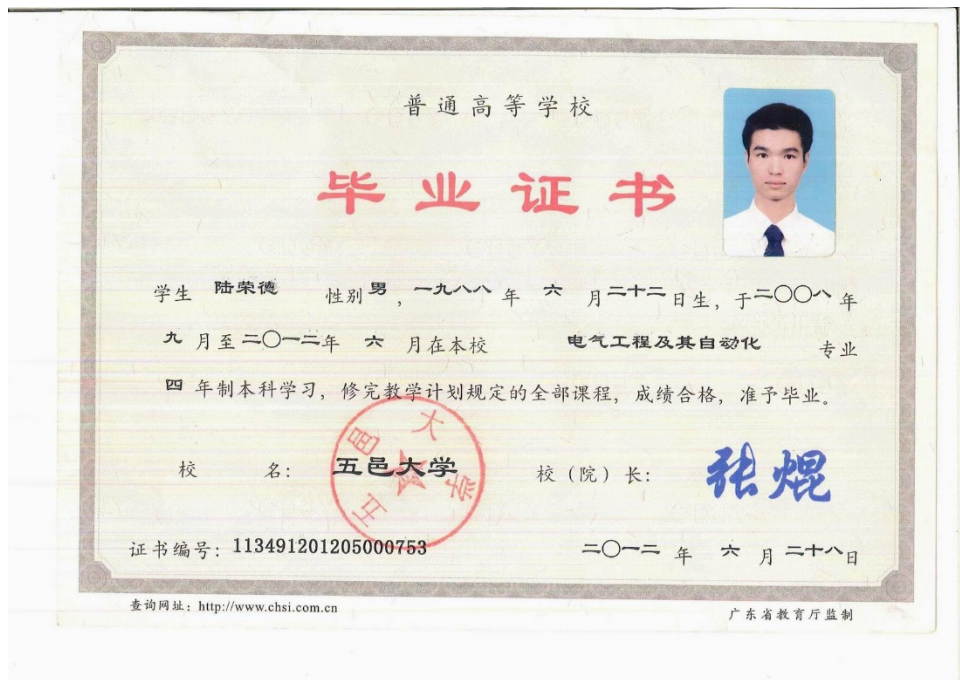 普通高等学校
毕业证书
学生 陆荣德 性别 男，一九八八 年 六 月二十二日生，于二〇〇八年
九 月至二〇一二年 六 月在本校 电气工程及其自动化 专业
四 年制本科学习，修完教学计划规定的全部课程，成绩合格，准予毕业。
校 名：五邑大学 校（院）长：张焜
五邑大学
证书编号：113491201205000753 二〇一二 年 六 月 二十八日
查询网址：http://www.chsi.com.cn 广东省教育厅监制